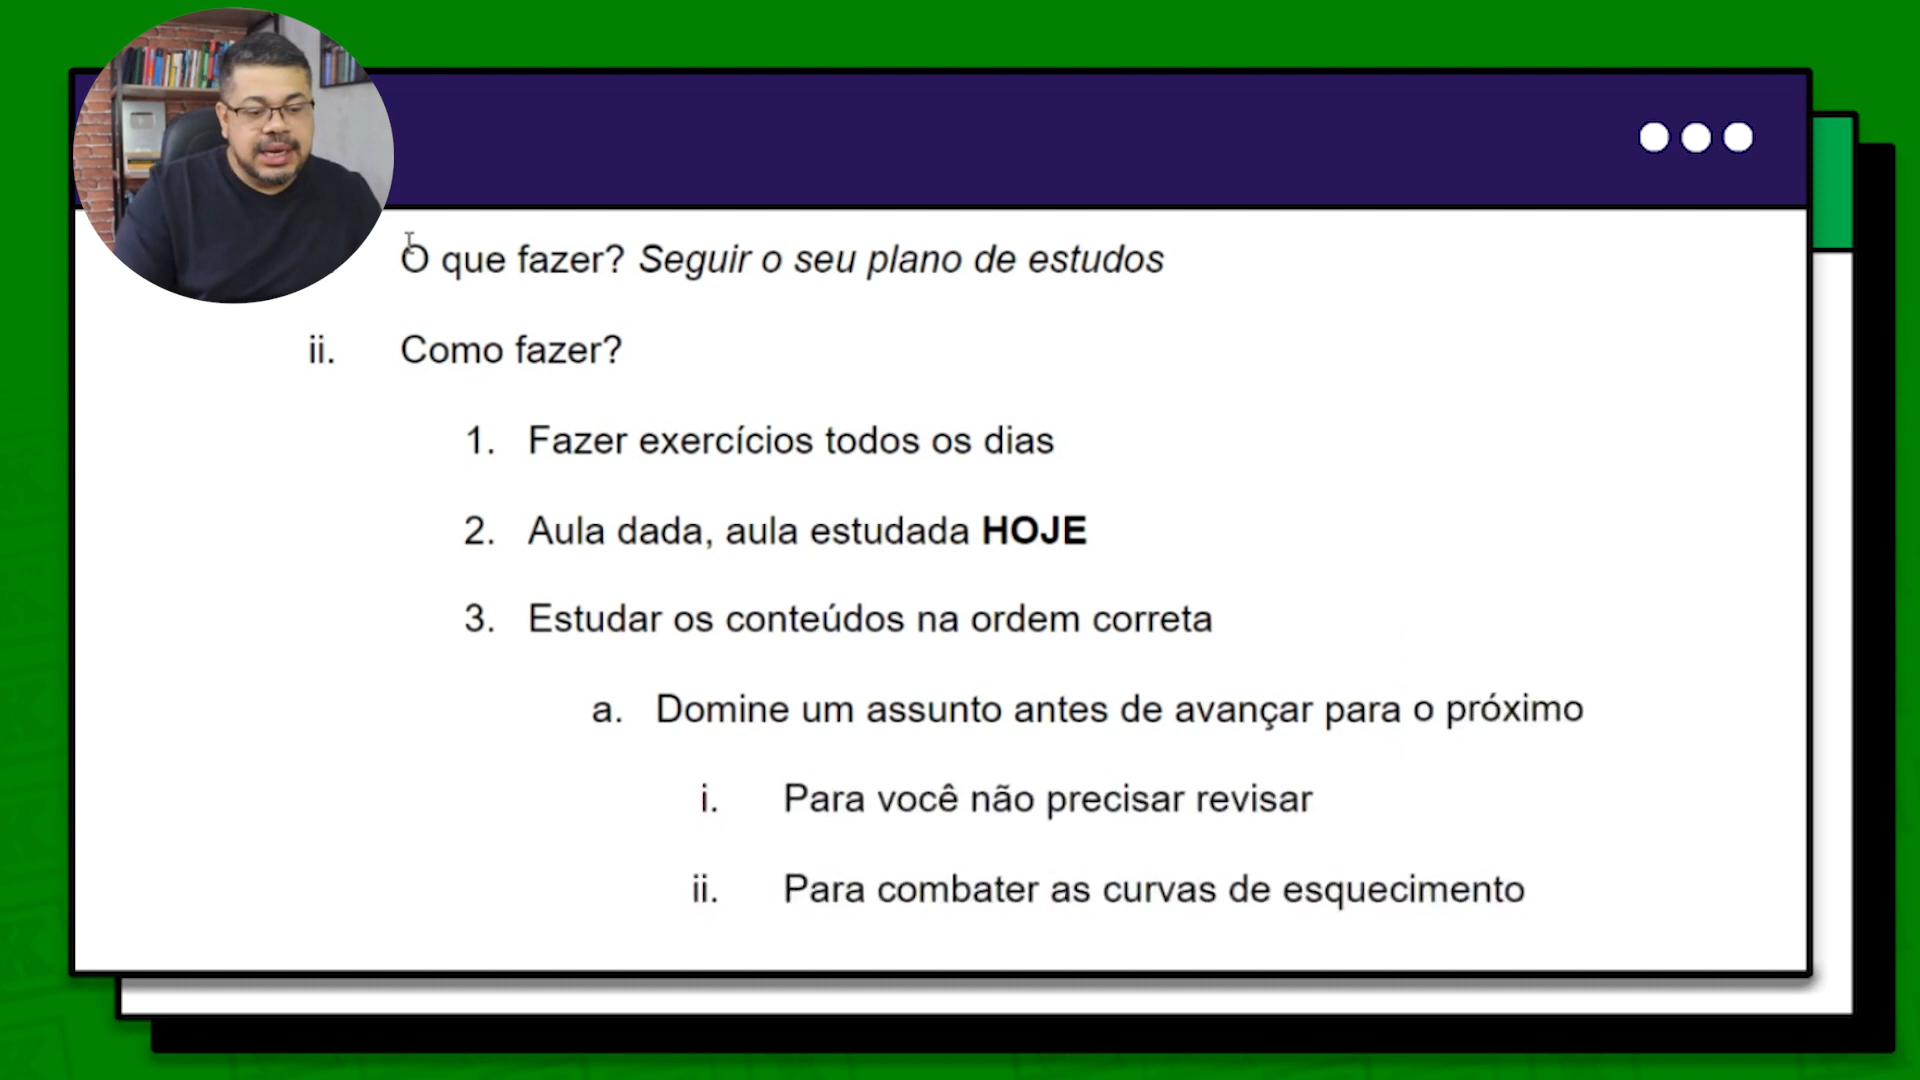 O que fazer? Seguir o seu plano de estudos
ii. Como fazer?
1. Fazer exercícios todos os dias
2. Aula dada, aula estudada HOJE
3. Estudar os conteúdos na ordem correta
a. Domine um assunto antes de avançar para o próximo
i. Para você não precisar revisar
ii. Para combater as curvas de esquecimento